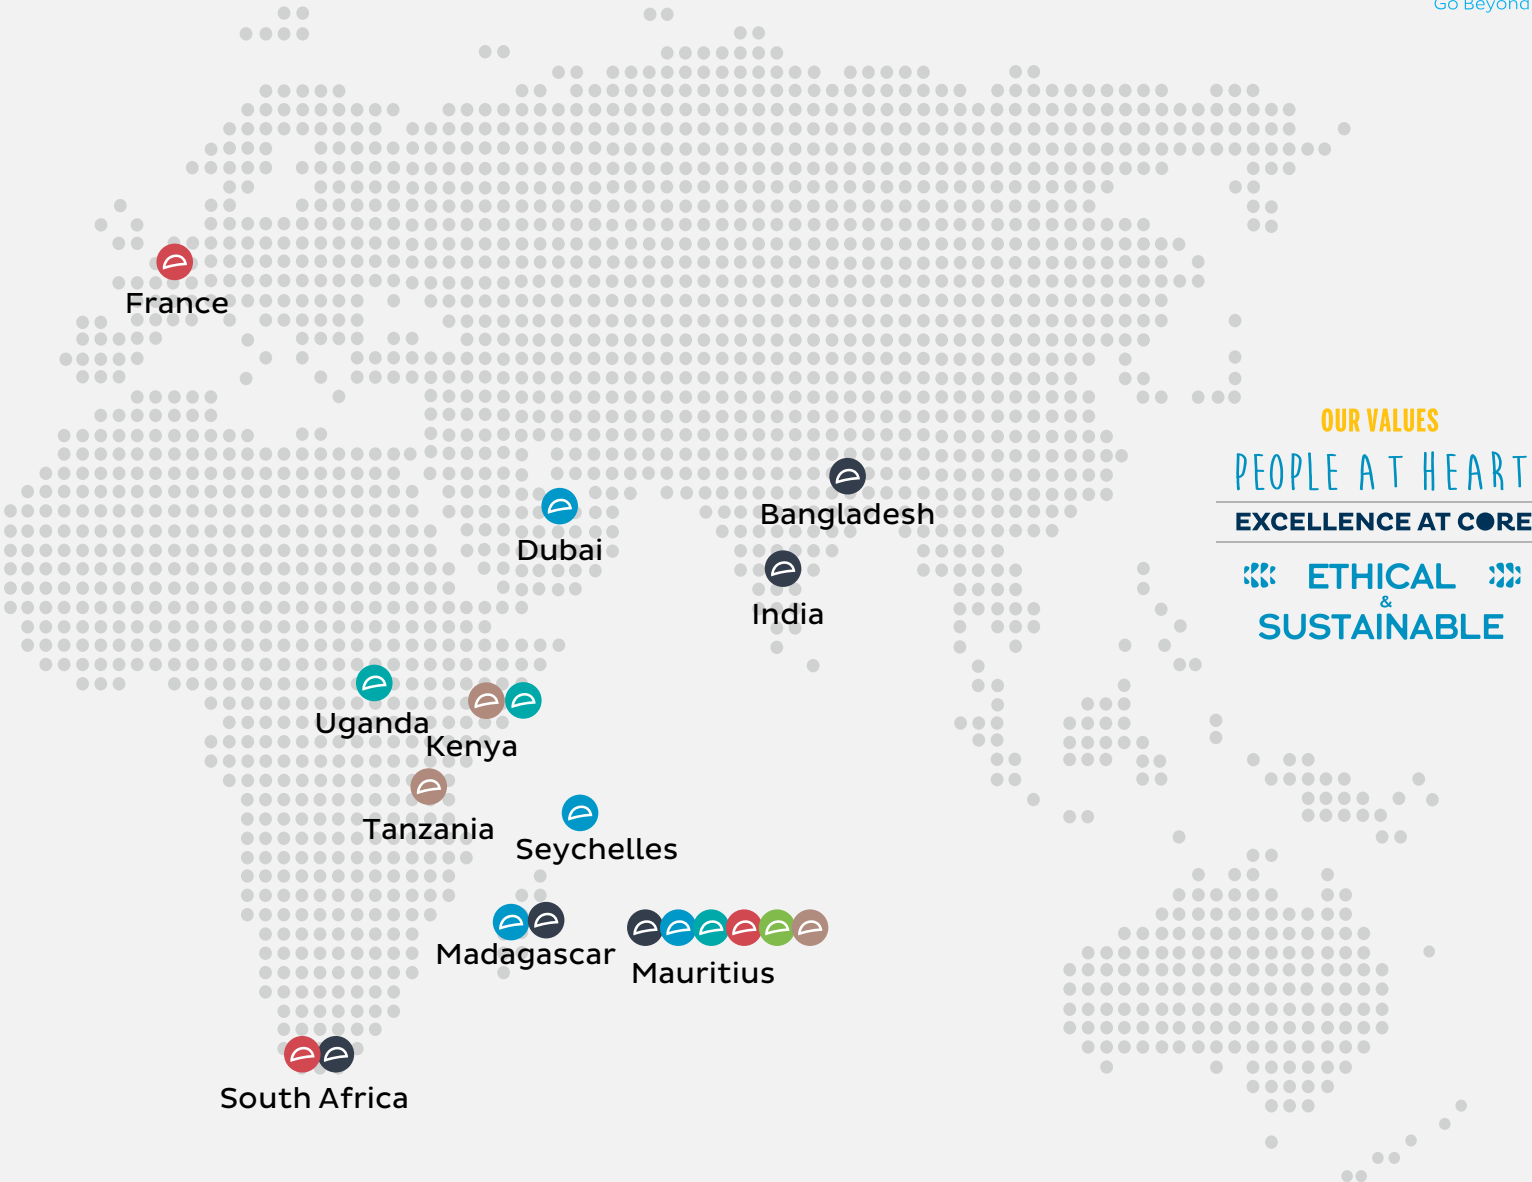 Go Beyond
France
Bangladesh
Dubai
India
Uganda
Kenya
Tanzania
Seychelles
Madagascar
Mauritius
South Africa
OUR VALUES
PEOPLE AT HEART
EXCELLENCE AT CORE
ETHICAL
&
SUSTAINABLE